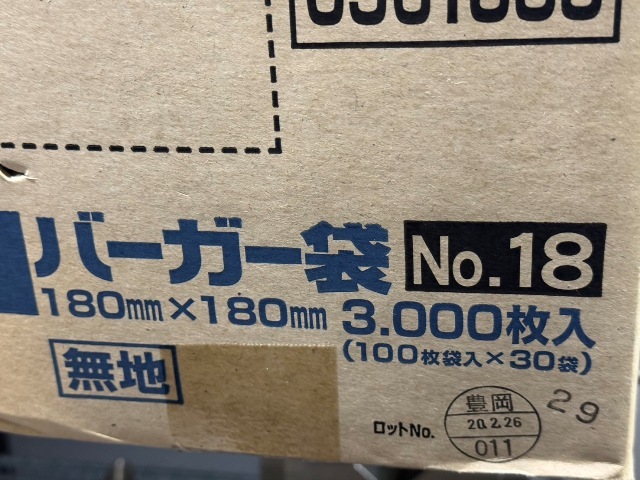 バーガー袋 No.18
180mm×180mm 3.000枚入
(100枚袋入×30袋)
無地
ロットNo. 豊岡
20.2.26
011
29